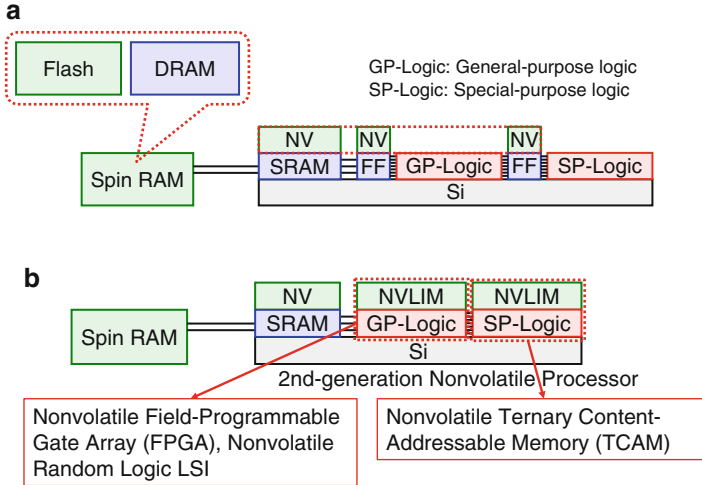 a
Flash
DRAM
GP-Logic: General-purpose logic
SP-Logic: Special-purpose logic
NV
NV
NV
Spin RAM
SRAM
FF
GP-Logic
FF
SP-Logic
Si
b
NV
NVLIM
NVLIM
Spin RAM
SRAM
GP-Logic
SP-Logic
Si
2nd-generation Nonvolatile Processor
Nonvolatile Field-Programmable
Gate Array (FPGA), Nonvolatile
Random Logic LSI
Nonvolatile Ternary Content-
Addressable Memory (TCAM)